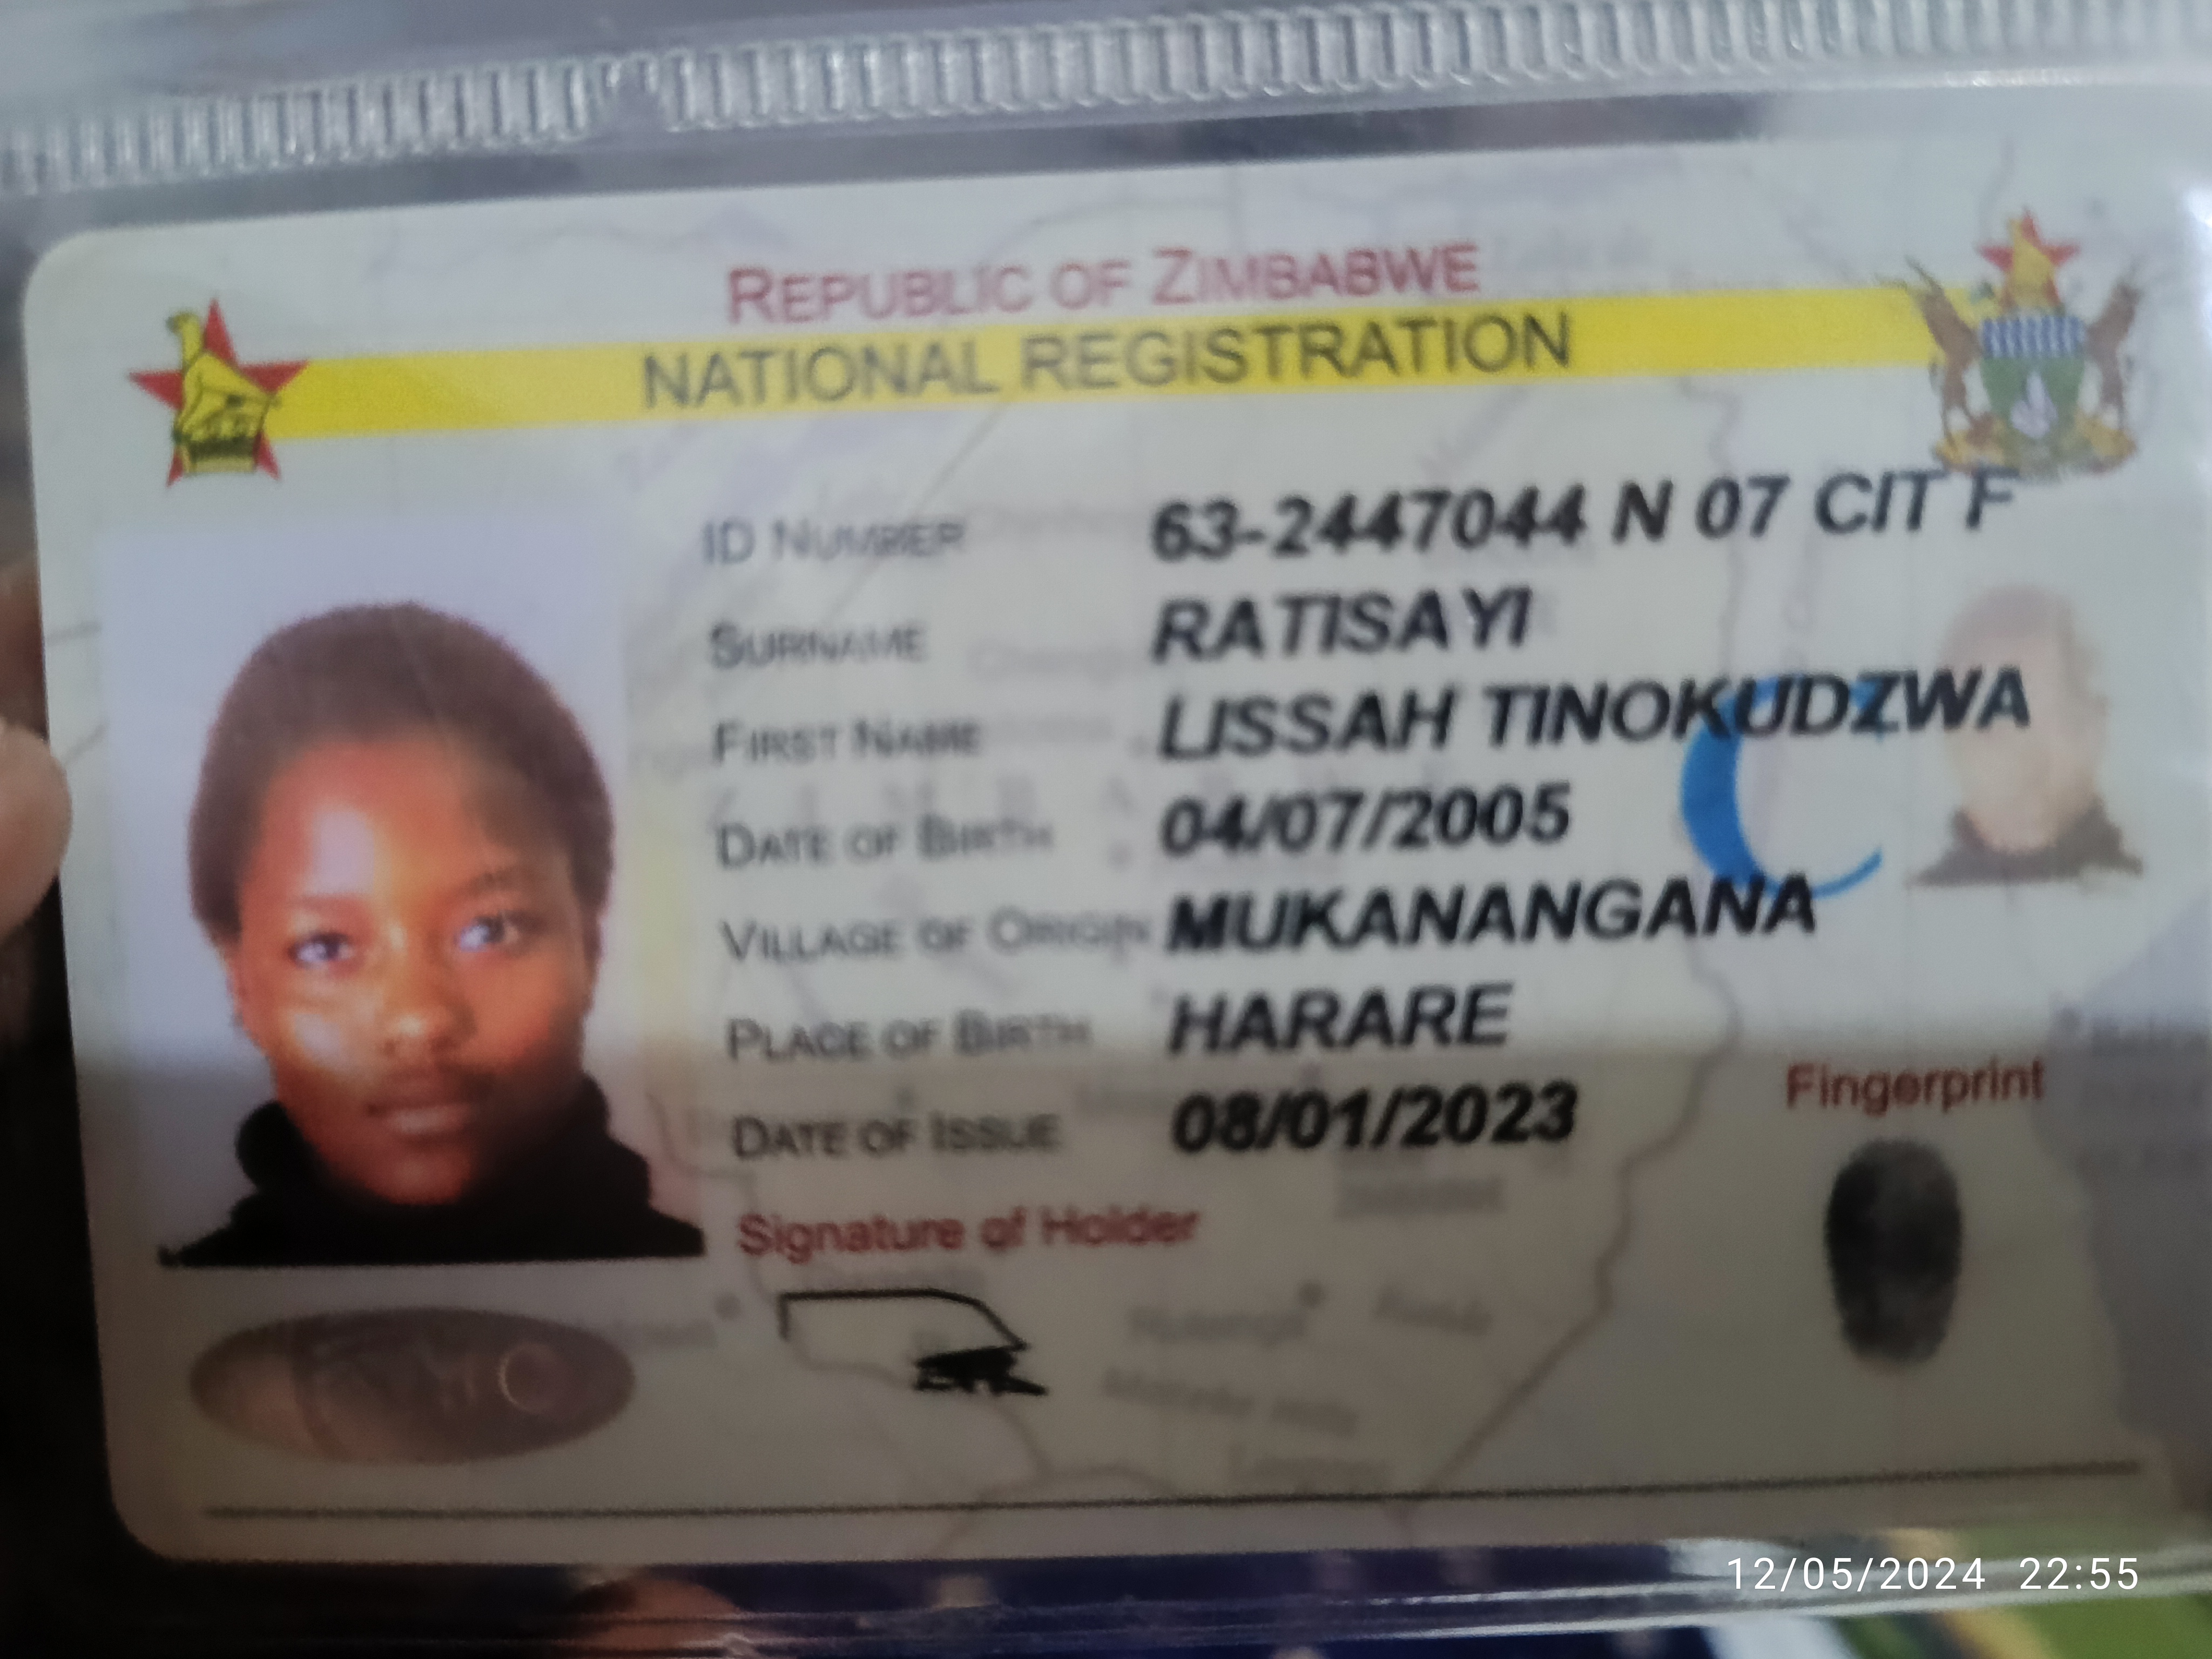 REPUBLIC OF ZIMBABWE
NATIONAL REGISTRATION
ID NUMBER 63-2447044 N 07 CIT F
SURNAME RATISAYI
FIRST NAME LISSAH TINOKUDZWA
DATE OF BIRTH 04/07/2005
VILLAGE OF ORIGIN MUKANANGANA
PLACE OF BIRTH HARARE
DATE OF ISSUE 08/01/2023
Fingerprint
Signature of Holder
12/05/2024 22:55